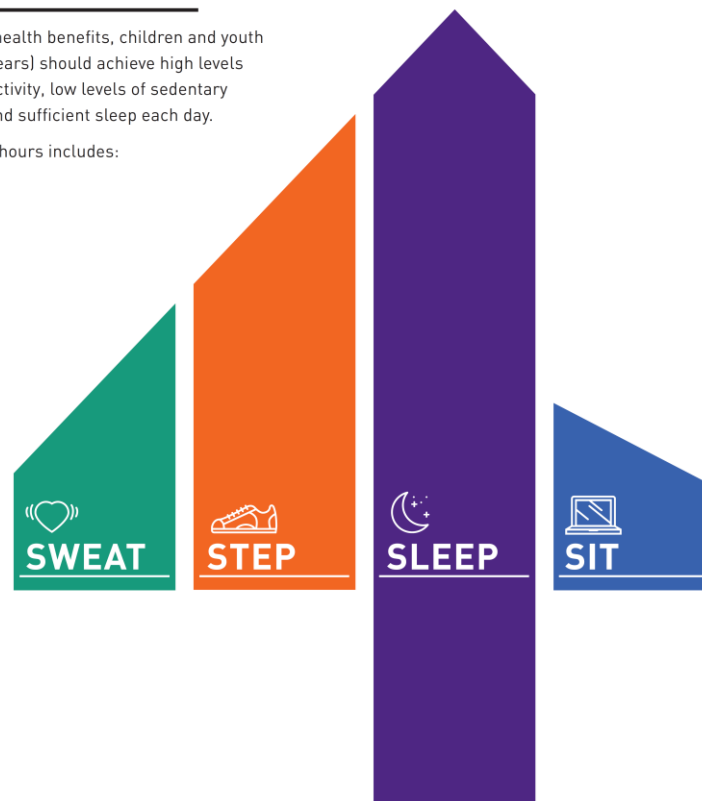 health benefits, children and youth
ears) should achieve high levels
ctivity, low levels of sedentary
nd sufficient sleep each day.
hours includes:
SWEAT
STEP
SLEEP
SIT